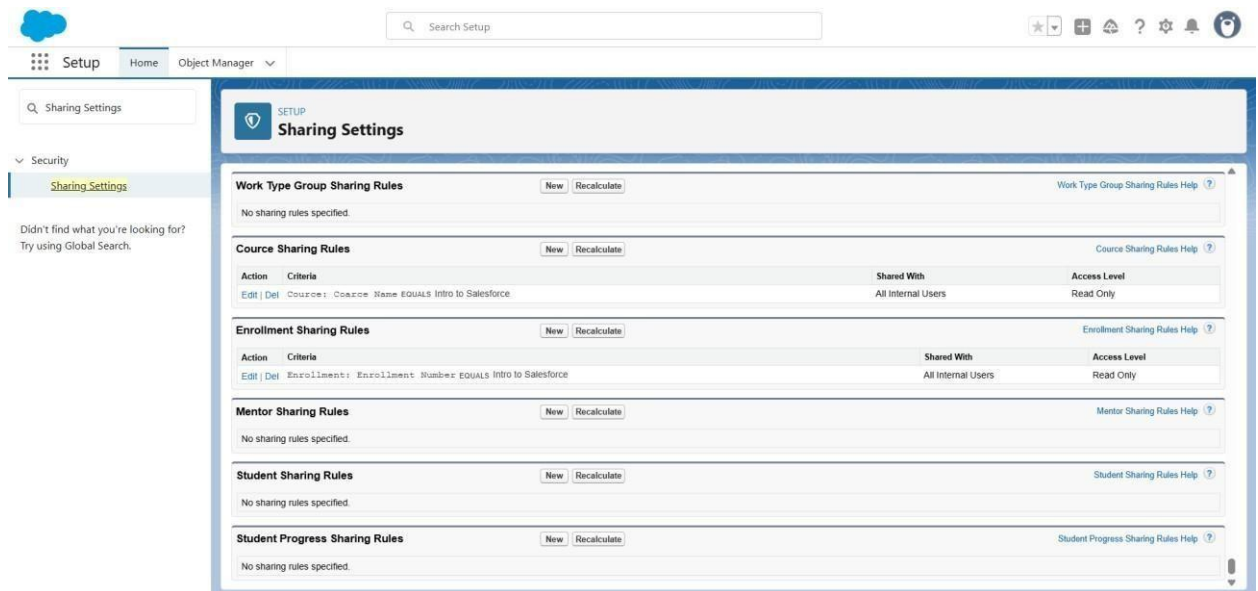 Search Setup
Setup Home Object Manager
Sharing Settings
Security
Sharing Settings
Didn't find what you're looking for?
Try using Global Search.
SETUP
Sharing Settings
Work Type Group Sharing Rules New Recalculate Work Type Group Sharing Rules Help ?
No sharing rules specified.
Cource Sharing Rules New Recalculate Cource Sharing Rules Help ?
Action Criteria Shared With Access Level
Edit | Del Cource: Coarce Name EQUALS Intro to Salesforce All Internal Users Read Only
Enrollment Sharing Rules New Recalculate Enrollment Sharing Rules Help ?
Action Criteria Shared With Access Level
Edit | Del Enrollment: Enrollment Number EQUALS Intro to Salesforce All Internal Users Read Only
Mentor Sharing Rules New Recalculate Mentor Sharing Rules Help ?
No sharing rules specified.
Student Sharing Rules New Recalculate Student Sharing Rules Help ?
No sharing rules specified.
Student Progress Sharing Rules New Recalculate Student Progress Sharing Rules Help ?
No sharing rules specified.